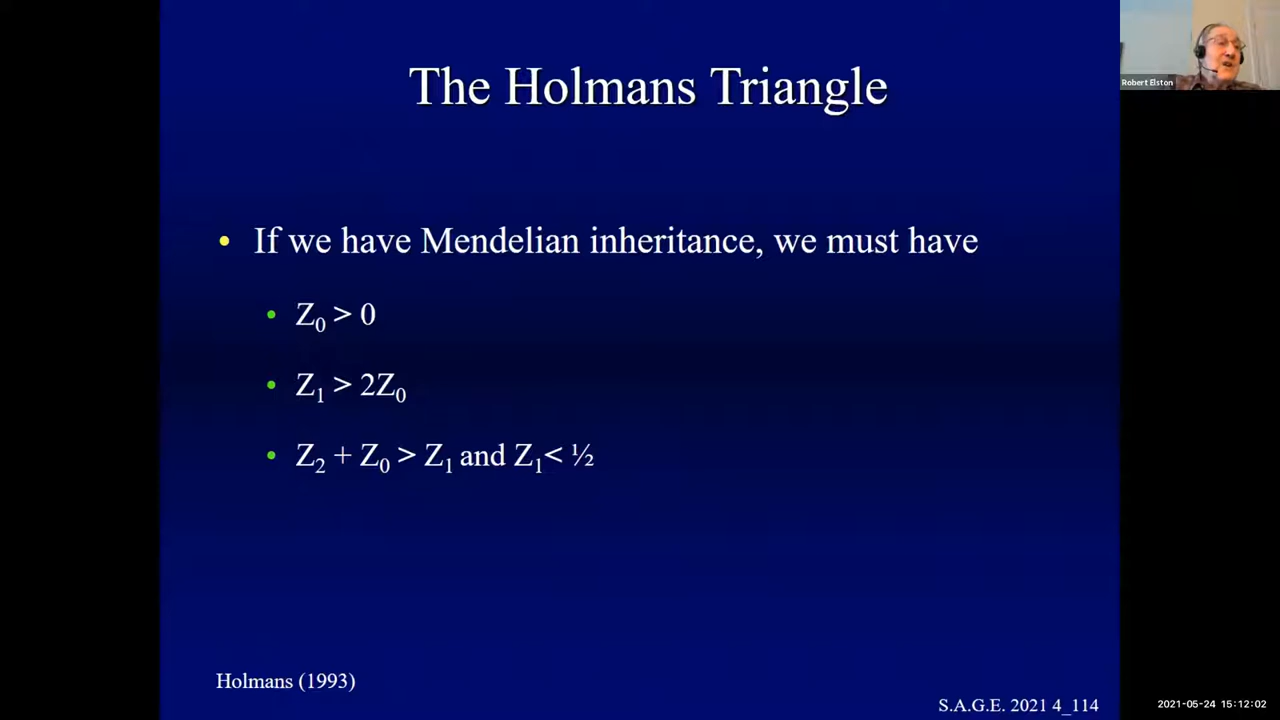 The Holmans Triangle
Robert Elston
• If we have Mendelian inheritance, we must have
• Z₀ > 0
• Z₁ > 2Z₀
• Z₂ + Z₀ > Z₁ and Z₁< ½
Holmans (1993)
S.A.G.E. 2021 4_114
2021-05-24 15:12:02